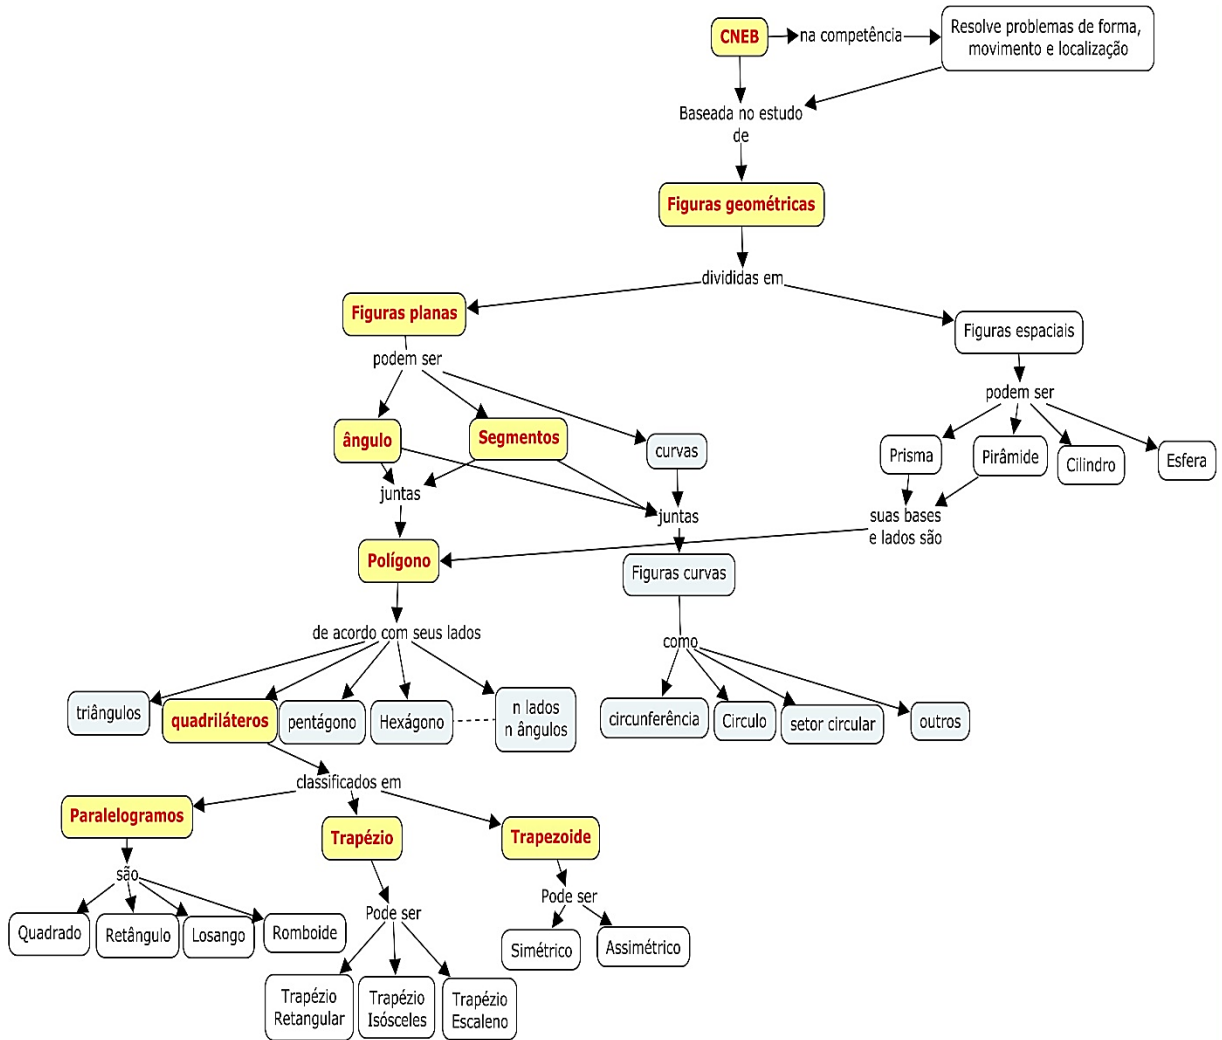 CNEB
na competência
Resolve problemas de forma,
movimento e localização
Baseada no estudo
de
Figuras geométricas
divididas em
Figuras planas
Figuras espaciais
podem ser
podem ser
ângulo
Segmentos
curvas
Prisma
Pirâmide
Cilindro
Esfera
juntas
juntas
suas bases
e lados são
Polígono
Figuras curvas
de acordo com seus lados
como
triângulos
quadriláteros
pentágono
Hexágono
n lados
n ângulos
circunferência
Circulo
setor circular
outros
classificados em
Paralelogramos
Trapézio
Trapezoide
são
Pode ser
Pode ser
Quadrado
Retângulo
Losango
Romboide
Simétrico
Assimétrico
Trapézio
Retangular
Trapézio
Isósceles
Trapézio
Escaleno